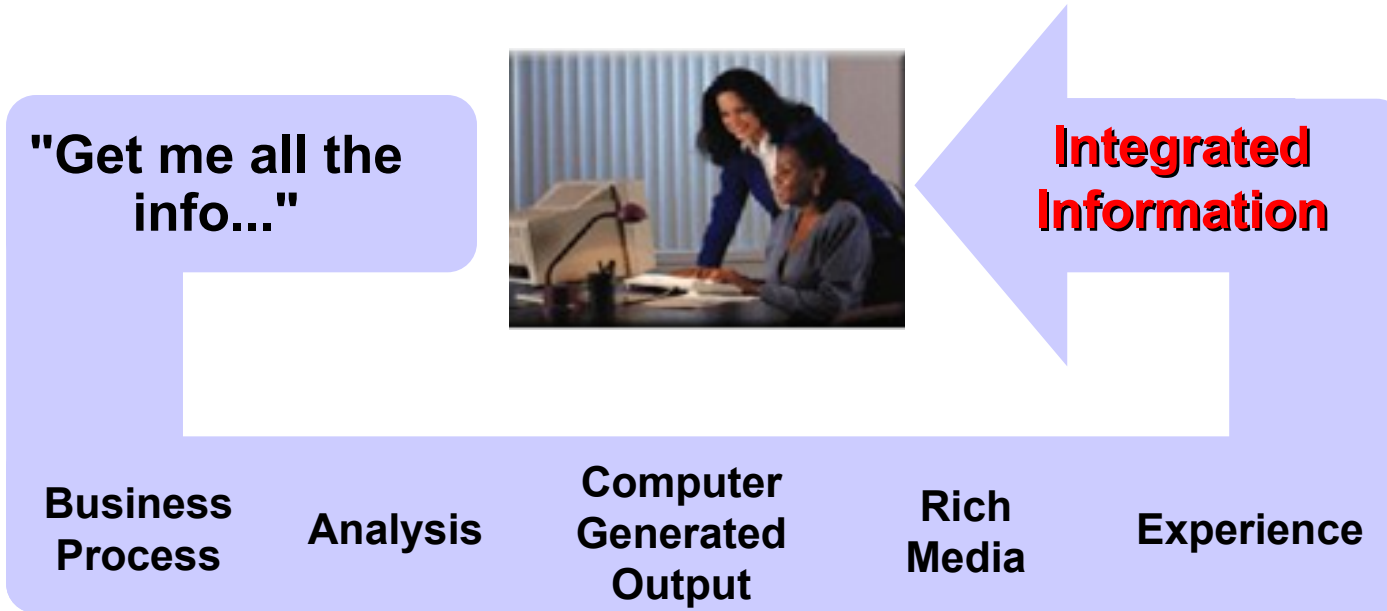 "Get me all the
info..."
Integrated
Information
Business
Process
Analysis
Computer
Generated
Output
Rich
Media
Experience